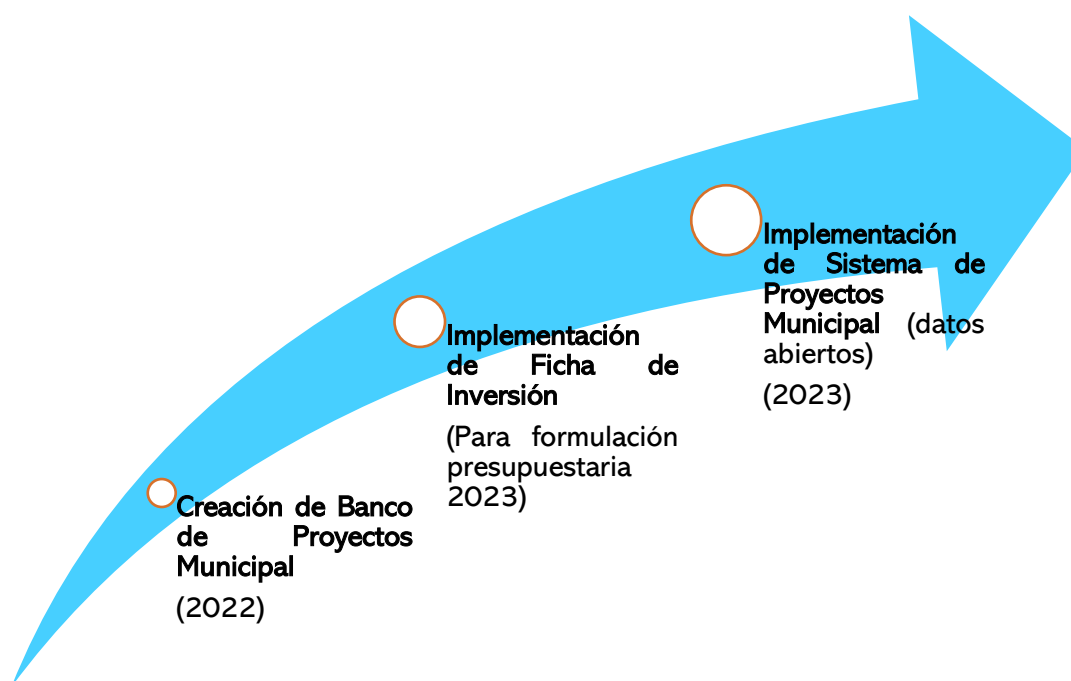 Implementación
de Sistema de
Proyectos
Municipal (datos
abiertos)
(2023)
Implementación
de Ficha de
Inversión
(Para formulación
presupuestaria
2023)
Creación de Banco
de Proyectos
Municipal
(2022)